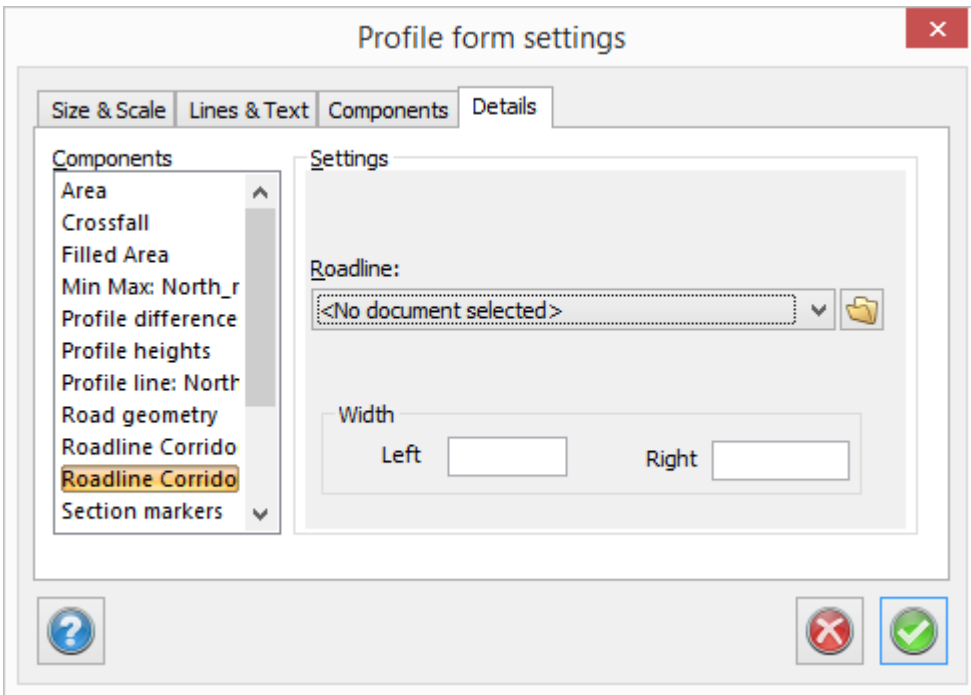 Profile form settings
Size & Scale
Lines & Text
Components
Details
Components
Area
Crossfall
Filled Area
Min Max: North_r
Profile difference
Profile heights
Profile line: North
Road geometry
Roadline Corrido
Roadline Corrido
Section markers
Settings
Roadline:
<No document selected>
Width
Left
Right